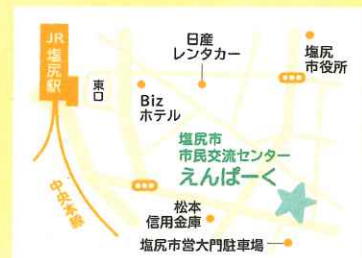 JR
塩尻駅
東口
日産
レンタカー
塩尻
市役所
Biz
ホテル
塩尻市
市民交流センター
えんぱーく
中央本線
松本
信用金庫
塩尻市営大門駐車場